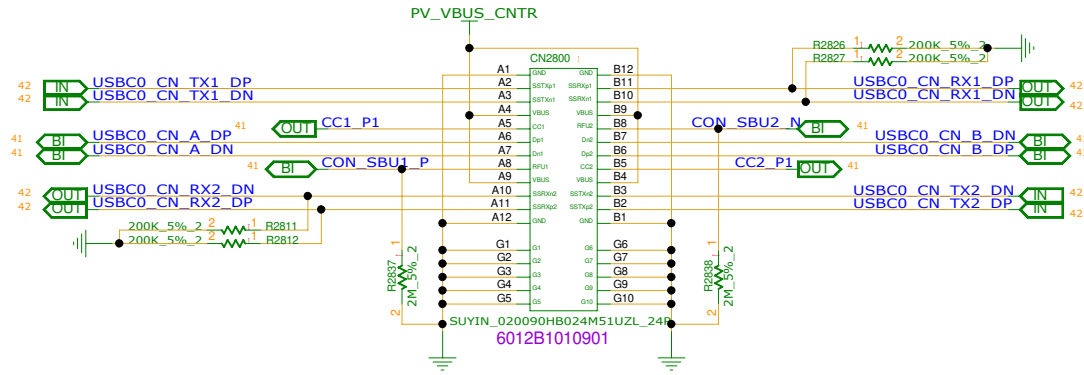 PV_VBUS_CNTR
CN2800 1
R2826 1 2 200K_5%_2
R2827 1 2 200K_5%_2
A1 GND GND B12
42 IN USBC0_CN_TX1_DP A2 SSTXp1 SSRXp1 B11 USBC0_CN_RX1_DP OUT 42
42 IN USBC0_CN_TX1_DN A3 SSTXn1 SSRXn1 B10 USBC0_CN_RX1_DN OUT 42
A4 VBUS VBUS B9
41 OUT CC1_P1 A5 CC1 RFU2 B8 CON_SBU2_N BI 41
41 BI USBC0_CN_A_DP A6 Dp1 Dn2 B7 USBC0_CN_B_DN BI 41
41 BI USBC0_CN_A_DN A7 Dn1 Dp2 B6 USBC0_CN_B_DP BI 41
41 BI CON_SBU1_P A8 RFU1 CC2 B5 CC2_P1 OUT 41
A9 VBUS VBUS B4
42 OUT USBC0_CN_RX2_DN A10 SSRXn2 SSTXn2 B3 USBC0_CN_TX2_DN IN 42
42 OUT USBC0_CN_RX2_DP A11 SSRXp2 SSTXp2 B2 USBC0_CN_TX2_DP IN 42
A12 GND GND B1
200K_5%_2 2 1 R2811
200K_5%_2 2 1 R2812
G1 G1 G6 G6
G2 G2 G7 G7
G3 G3 G8 G8
G4 G4 G9 G9
G5 G5 G10 G10
R2837 1 2 2M_5%_2
R2838 1 2 2M_5%_2
SUYIN_020090HB024M51UZL_24P
6012B1010901